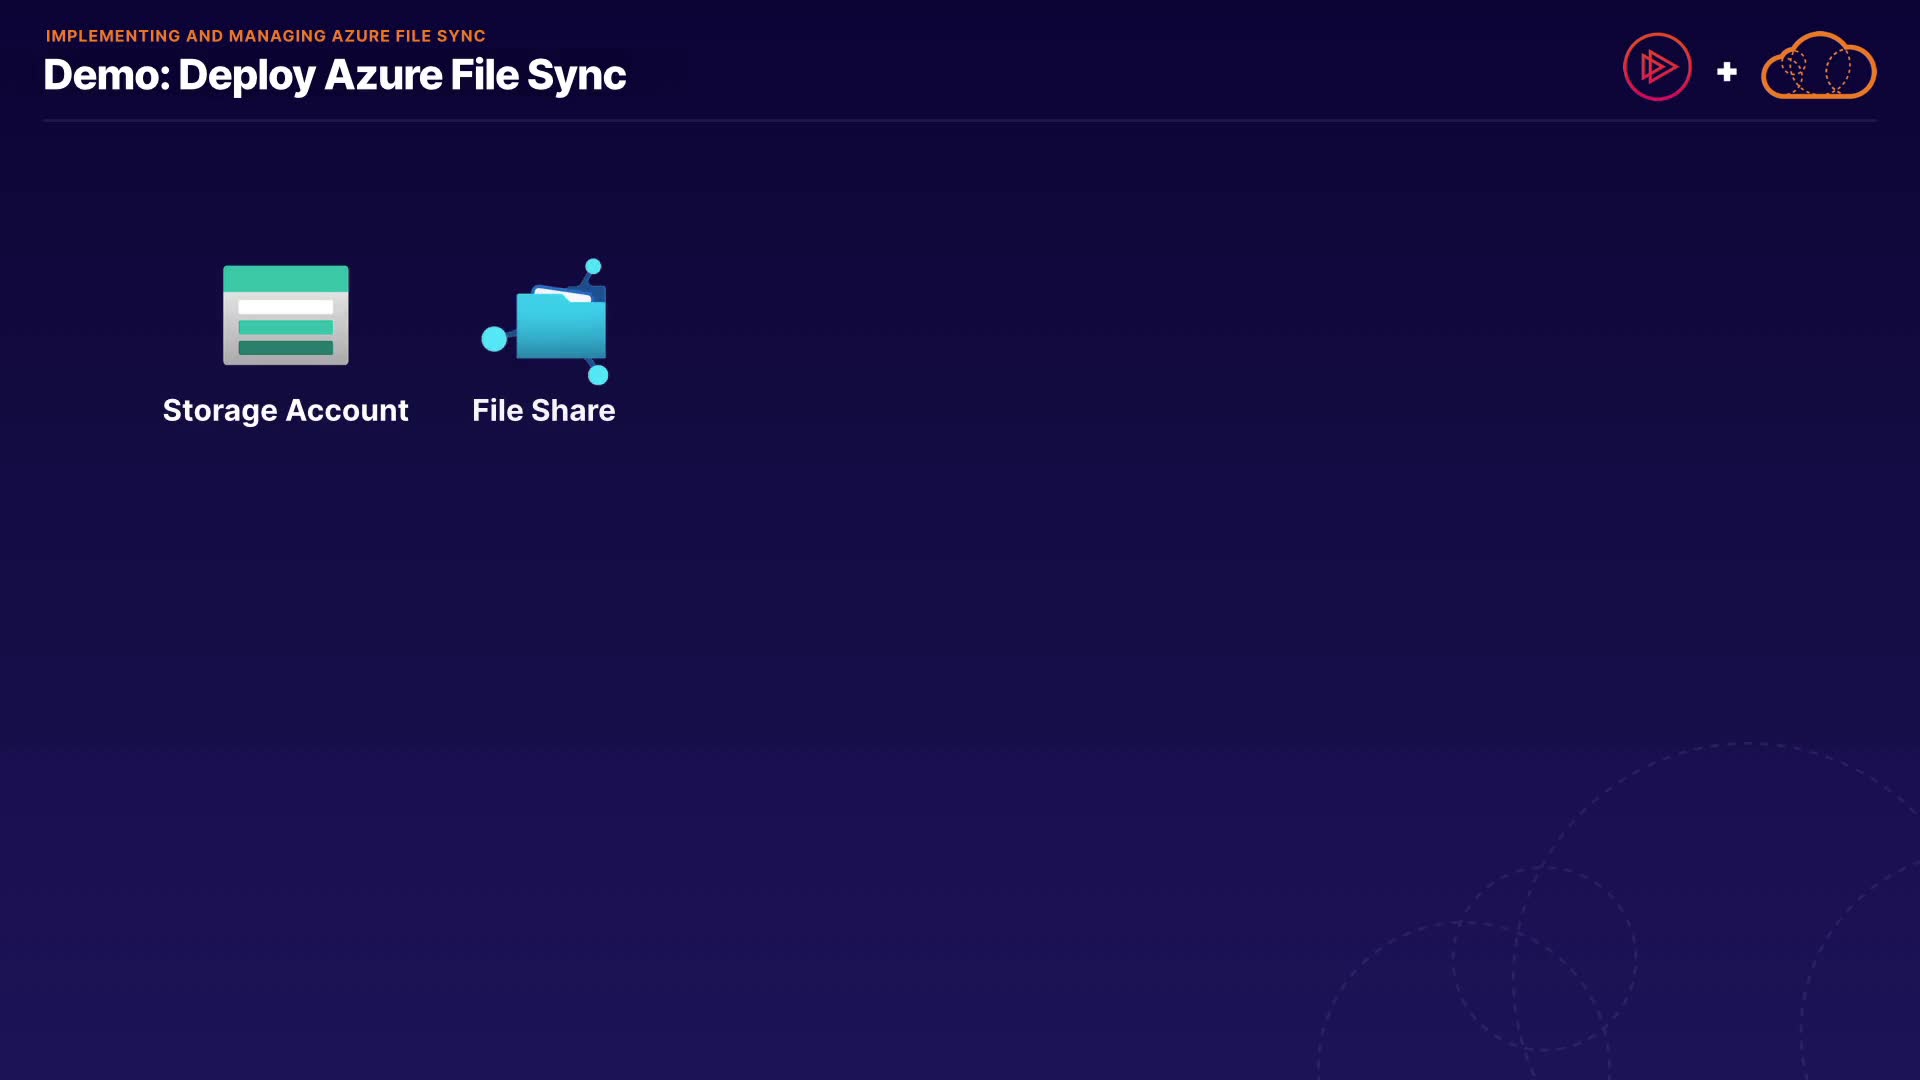 IMPLEMENTING AND MANAGING AZURE FILE SYNC
Demo: Deploy Azure File Sync
Storage Account
File Share